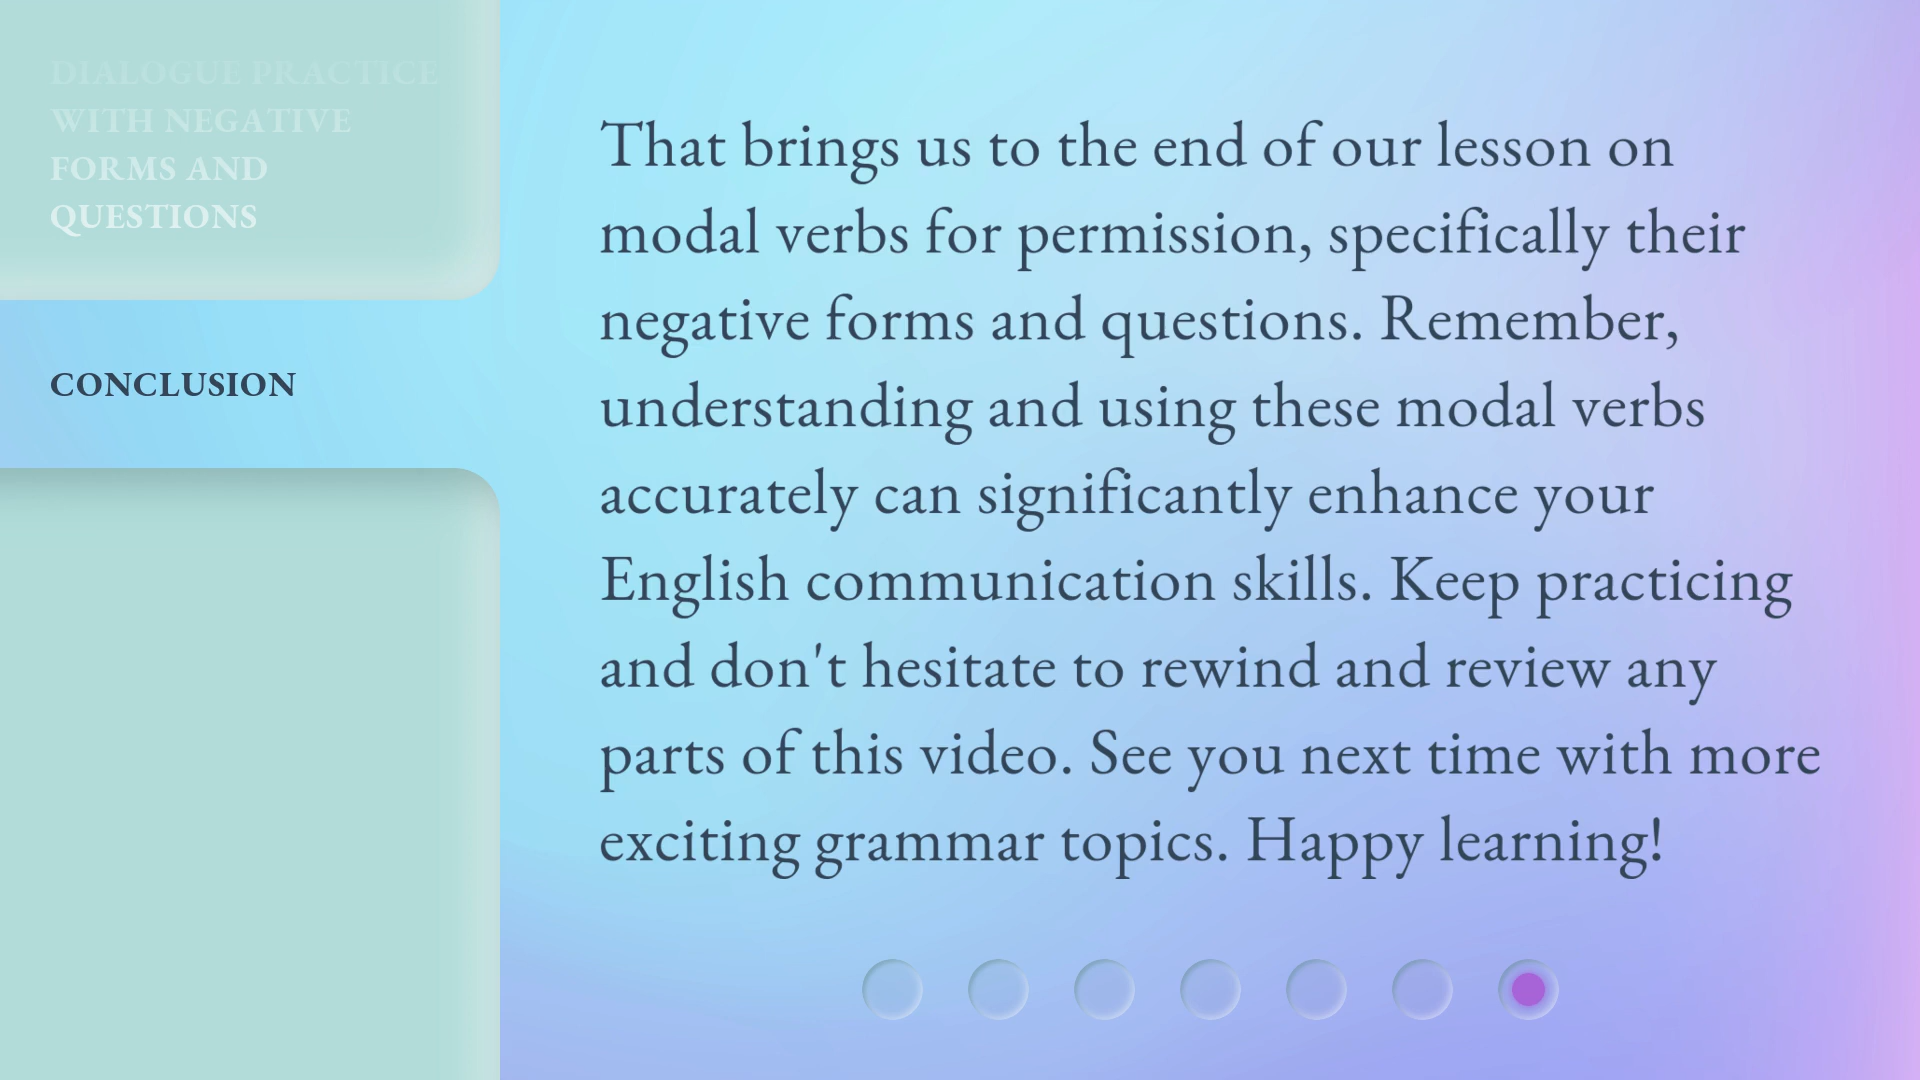 DIALOGUE PRACTICE
WITH NEGATIVE
FORMS AND
QUESTIONS
CONCLUSION
That brings us to the end of our lesson on
modal verbs for permission, specifically their
negative forms and questions. Remember,
understanding and using these modal verbs
accurately can significantly enhance your
English communication skills. Keep practicing
and don't hesitate to rewind and review any
parts of this video. See you next time with more
exciting grammar topics. Happy learning!